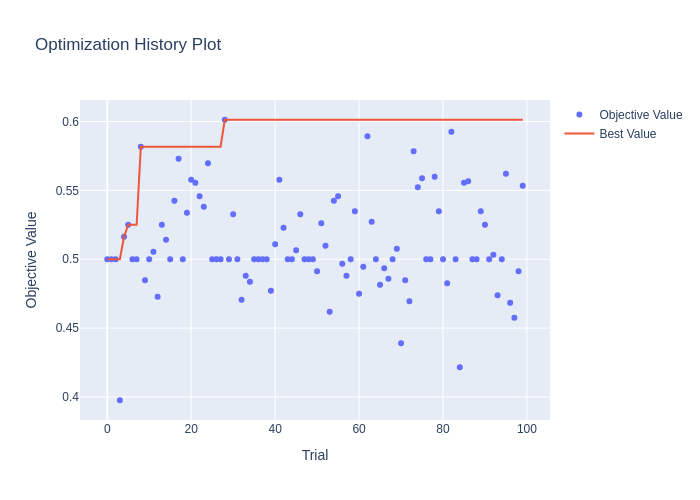 Optimization History Plot
Objective Value
Best Value
0.6
0.55
0.5
0.45
0.4
Objective Value
0
20
40
60
80
100
Trial